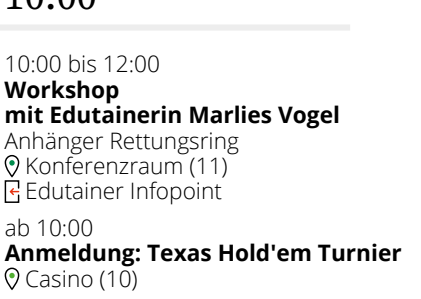 10:00
10:00 bis 12:00
Workshop
mit Edutainerin Marlies Vogel
Anhänger Rettungsring
Konferenzraum (11)
Edutainer Infopoint
ab 10:00
Anmeldung: Texas Hold'em Turnier
Casino (10)